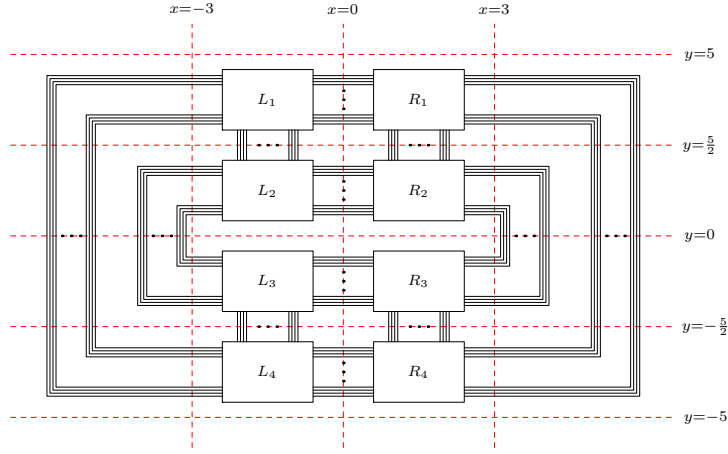 x=−3 x=0 x=3
y=5
L₁ R₁
y=5/2
L₂ R₂
y=0
L₃ R₃
y=−5/2
L₄ R₄
y=−5